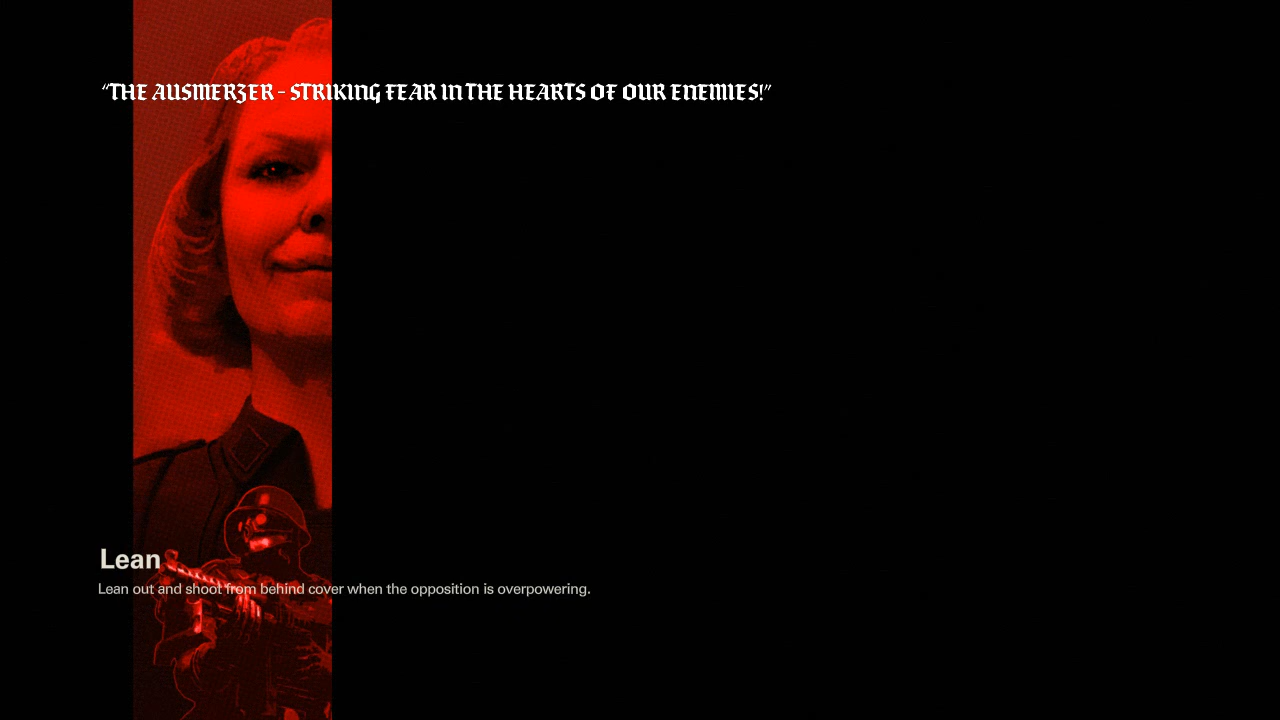 “THE AUSMERZER - STRIKING FEAR IN THE HEARTS OF OUR ENEMIES!”
Lean
Lean out and shoot from behind cover when the opposition is overpowering.